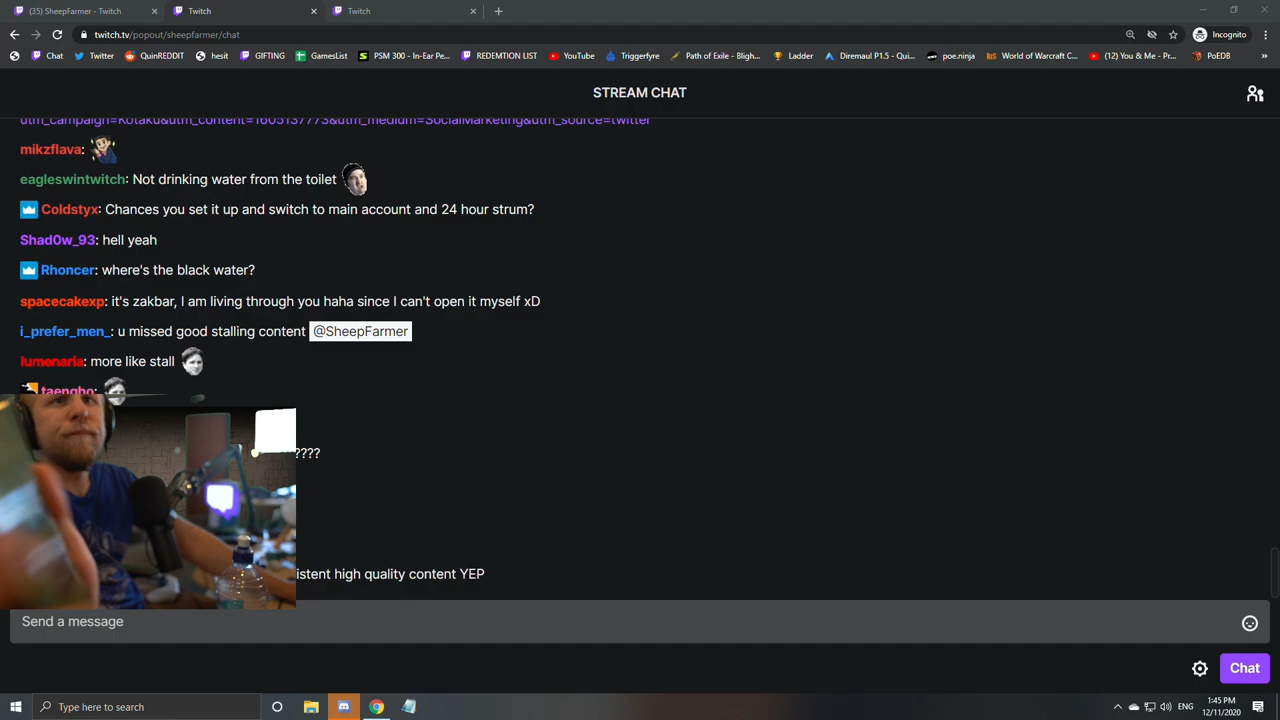 (35) SheepFarmer - Twitch
Twitch
Twitch
twitch.tv/popout/sheepfarmer/chat
Incognito
Chat
Twitter
QuinREDDIT
hesit
GIFTING
GamesList
PSM 300 - In-Ear Pe...
REDEMTION LIST
YouTube
Triggerfyre
Path of Exile - Bligh...
Ladder
Diremaul P1.5 - Qui...
poe.ninja
World of Warcraft C...
(12) You & Me - Pr...
PoEDB
»
STREAM CHAT
utm_campaign=Kotaku&utm_content=1605137773&utm_medium=SocialMarketing&utm_source=twitter
mikzflava:
eagleswintwitch: Not drinking water from the toilet
Coldstyx: Chances you set it up and switch to main account and 24 hour strum?
Shad0w_93: hell yeah
Rhoncer: where's the black water?
spacecakexp: it's zakbar, I am living through you haha since I can't open it myself xD
i_prefer_men_: u missed good stalling content @SheepFarmer
lumenaria: more like stall
taengho:
????
istent high quality content YEP
Send a message
Chat
Type here to search
ENG
1:45 PM
12/11/2020